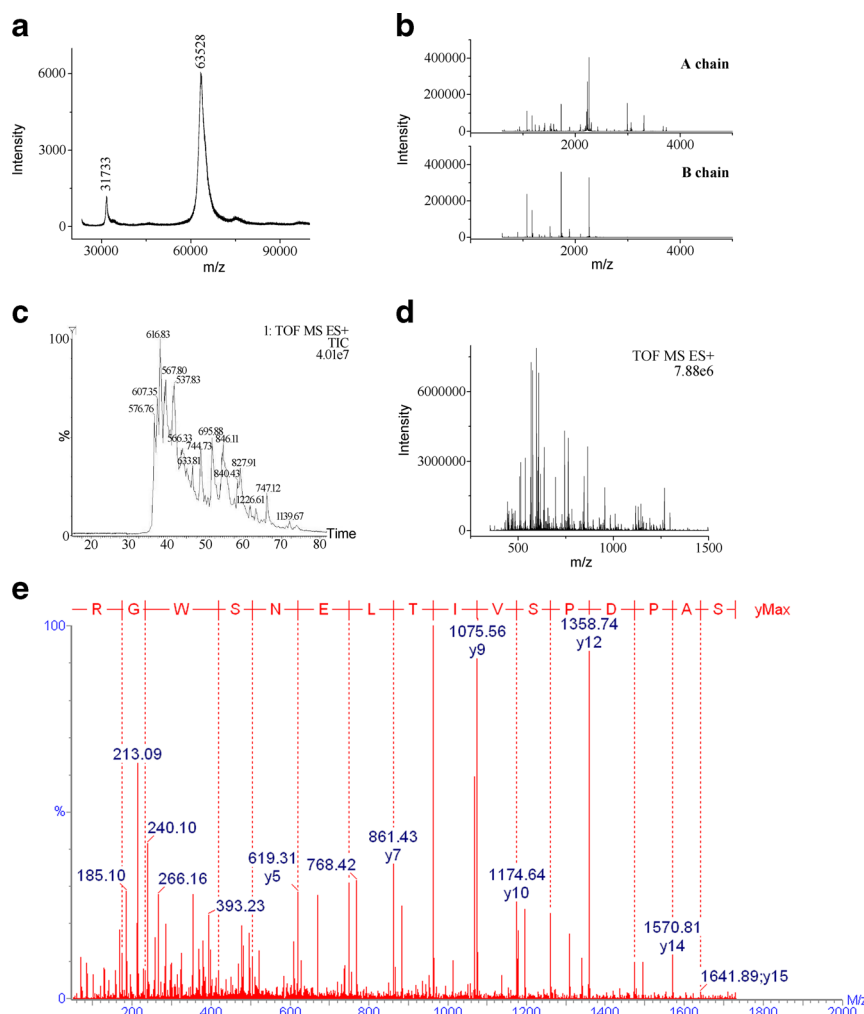 a
63528
31733
6000
3000
0
Intensity
30000 60000 90000
m/z
b
400000
200000
0
A chain
2000 4000
Intensity
400000
200000
0
B chain
2000 4000
m/z
c
1: TOF MS ES+
TIC
4.01e7
100
%
0
616.83
567.80
537.83
607.35
576.76
566.33
633.81
744.73
695.88
846.11
840.43
827.91
1226.61
747.12
1139.67
20 30 40 50 60 70 80 Time
d
TOF MS ES+
7.88e6
6000000
3000000
0
Intensity
500 1000 1500
m/z
e
R G W S N E L T I V S P D P A S yMax
100
%
0
1075.56
y9
1358.74
y12
213.09
240.10
185.10
266.16
393.23
619.31
y5
768.42
861.43
y7
1174.64
y10
1570.81
y14
1641.89;y15
200 400 600 800 1000 1200 1400 1600 1800 2000 M/z